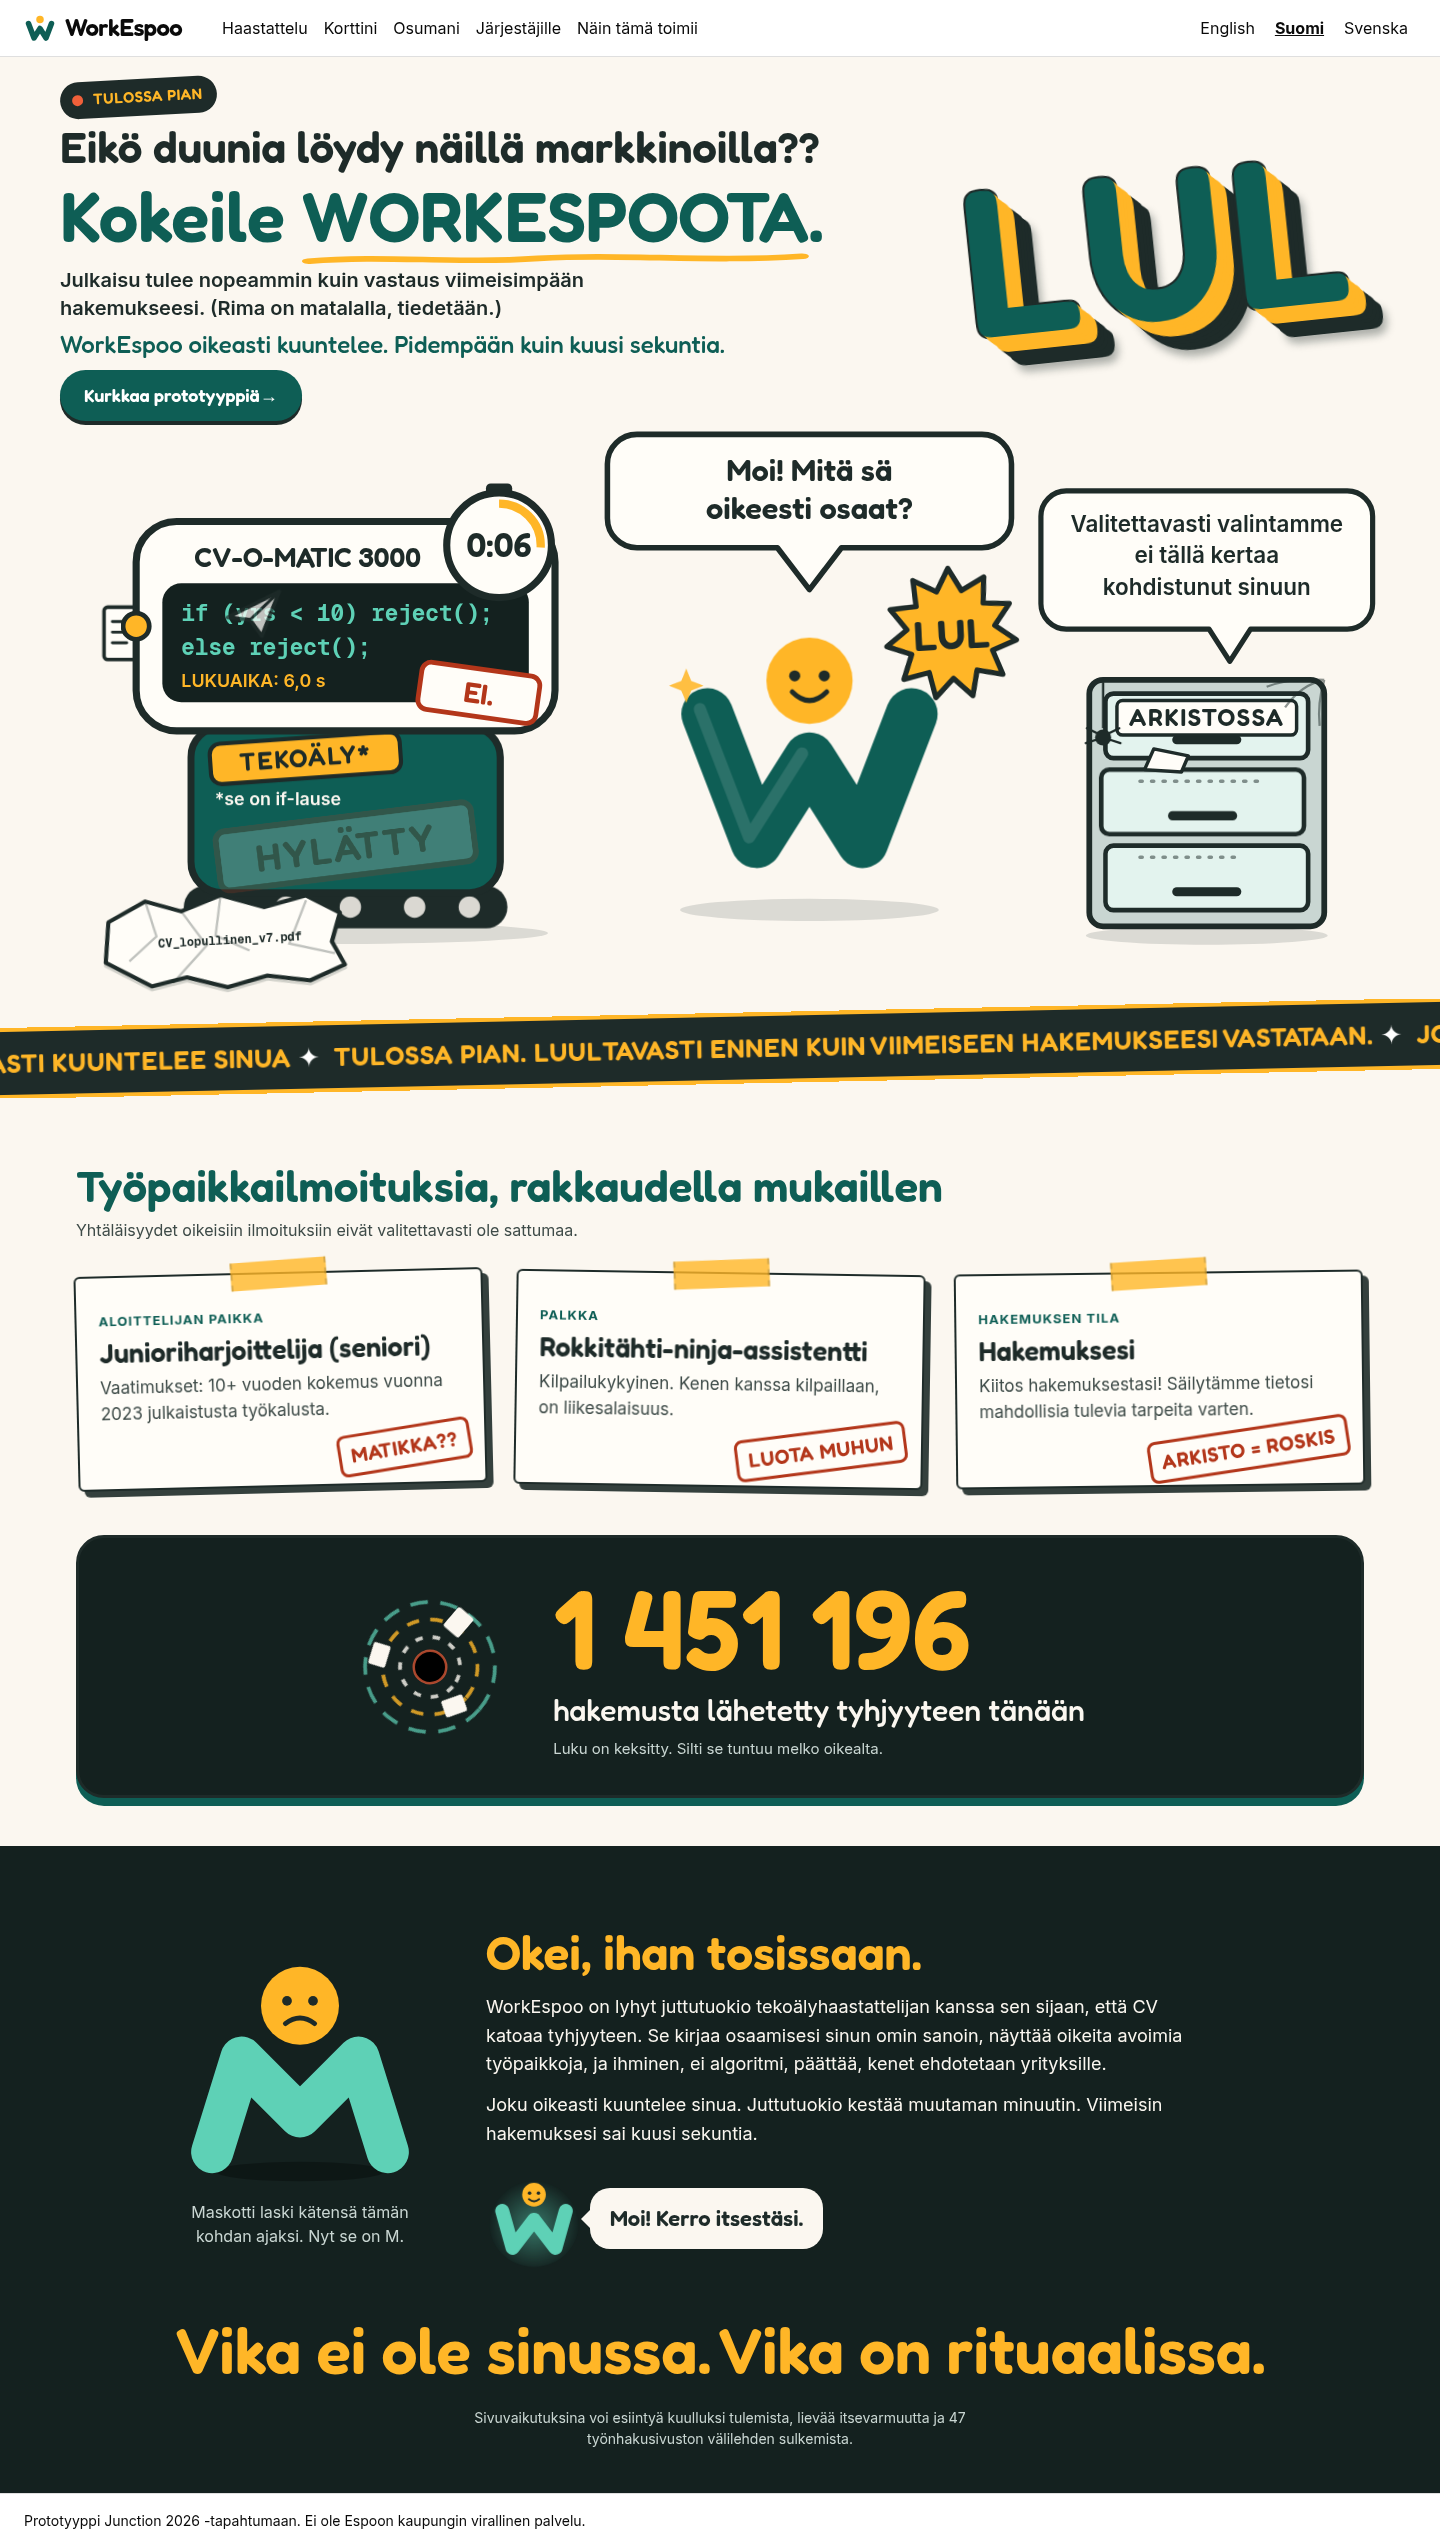 WorkEspoo
Haastattelu Korttini Osumani Järjestäjille Näin tämä toimii
English Suomi Svenska
TULOSSA PIAN
Eikö duunia löydy näillä markkinoilla??
Kokeile WORKESPOOTA.
Julkaisu tulee nopeammin kuin vastaus viimeisimpään
hakemukseesi. (Rima on matalalla, tiedetään.)
WorkEspoo oikeasti kuuntelee. Pidempään kuin kuusi sekuntia.
Kurkkaa prototyyppiä→
LUL
CV-O-MATIC 3000
0:06
if ( < 10) reject();
else reject();
LUKUAIKA: 6,0 s
EI.
TEKOÄLY*
*se on if-lause
HYLÄTTY
CV_lopullinen_v7.pdf
Moi! Mitä sä
oikeesti osaat?
LUL
Valitettavasti valintamme
ei tällä kertaa
kohdistunut sinuun
ARKISTOSSA
ASTI KUUNTELEE SINUA ✦ TULOSSA PIAN. LUULTAVASTI ENNEN KUIN VIIMEISEEN HAKEMUKSEESI VASTATAAN. ✦ JO
Työpaikkailmoituksia, rakkaudella mukaillen
Yhtäläisyydet oikeisiin ilmoituksiin eivät valitettavasti ole sattumaa.
ALOITTELIJAN PAIKKA
Junioriharjoittelija (seniori)
Vaatimukset: 10+ vuoden kokemus vuonna
2023 julkaistusta työkalusta.
MATIKKA??
PALKKA
Rokkitähti-ninja-assistentti
Kilpailukykyinen. Kenen kanssa kilpaillaan,
on liikesalaisuus.
LUOTA MUHUN
HAKEMUKSEN TILA
Hakemuksesi
Kiitos hakemuksestasi! Säilytämme tietosi
mahdollisia tulevia tarpeita varten.
ARKISTO = ROSKIS
1 451 196
hakemusta lähetetty tyhjyyteen tänään
Luku on keksitty. Silti se tuntuu melko oikealta.
Okei, ihan tosissaan.
WorkEspoo on lyhyt juttutuokio tekoälyhaastattelijan kanssa sen sijaan, että CV
katoaa tyhjyyteen. Se kirjaa osaamisesi sinun omin sanoin, näyttää oikeita avoimia
työpaikkoja, ja ihminen, ei algoritmi, päättää, kenet ehdotetaan yrityksille.
Joku oikeasti kuuntelee sinua. Juttutuokio kestää muutaman minuutin. Viimeisin
hakemuksesi sai kuusi sekuntia.
Maskotti laski kätensä tämän
kohdan ajaksi. Nyt se on M.
Moi! Kerro itsestäsi.
Vika ei ole sinussa. Vika on rituaalissa.
Sivuvaikutuksina voi esiintyä kuulluksi tulemista, lievää itsevarmuutta ja 47
työnhakusivuston välilehden sulkemista.
Prototyyppi Junction 2026 -tapahtumaan. Ei ole Espoon kaupungin virallinen palvelu.